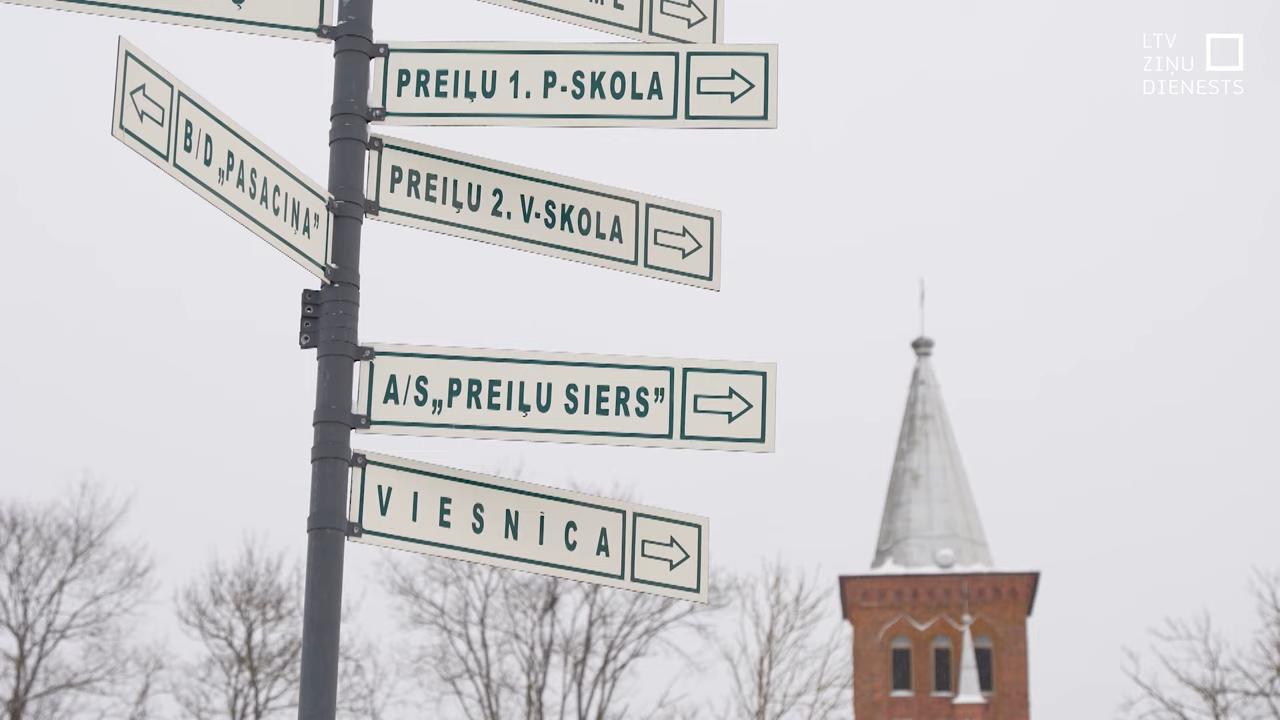 PREIĻU 1. P-SKOLA
B/D „PASACIŅA”
PREIĻU 2. V-SKOLA
A/S„PREIĻU SIERS”
VIESNĪCA
LTV
ZIŅU
DIENESTS